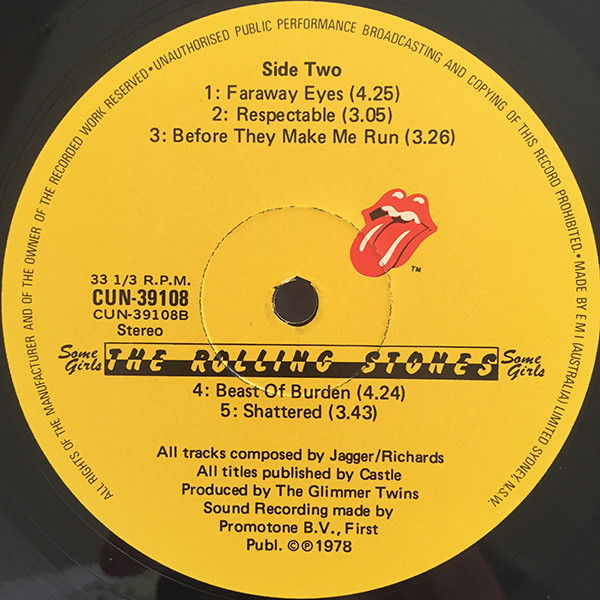 ALL RIGHTS OF THE MANUFACTURER AND OF THE OWNER OF THE RECORDED WORK RESERVED • UNAUTHORISED PUBLIC PERFORMANCE BROADCASTING AND COPYING OF THIS RECORD PROHIBITED. • MADE BY E M I (AUSTRALIA) LIMITED SYDNEY, N.S.W.
Side Two
1: Faraway Eyes (4.25)
2: Respectable (3.05)
3: Before They Make Me Run (3.26)
TM
33 1/3 R.P.M.
CUN-39108
CUN-39108B
Stereo
Some Girls THE ROLLING STONES Some Girls
4: Beast Of Burden (4.24)
5: Shattered (3.43)
All tracks composed by Jagger/Richards
All titles published by Castle
Produced by The Glimmer Twins
Sound Recording made by
Promotone B.V., First
Publ. ©℗1978